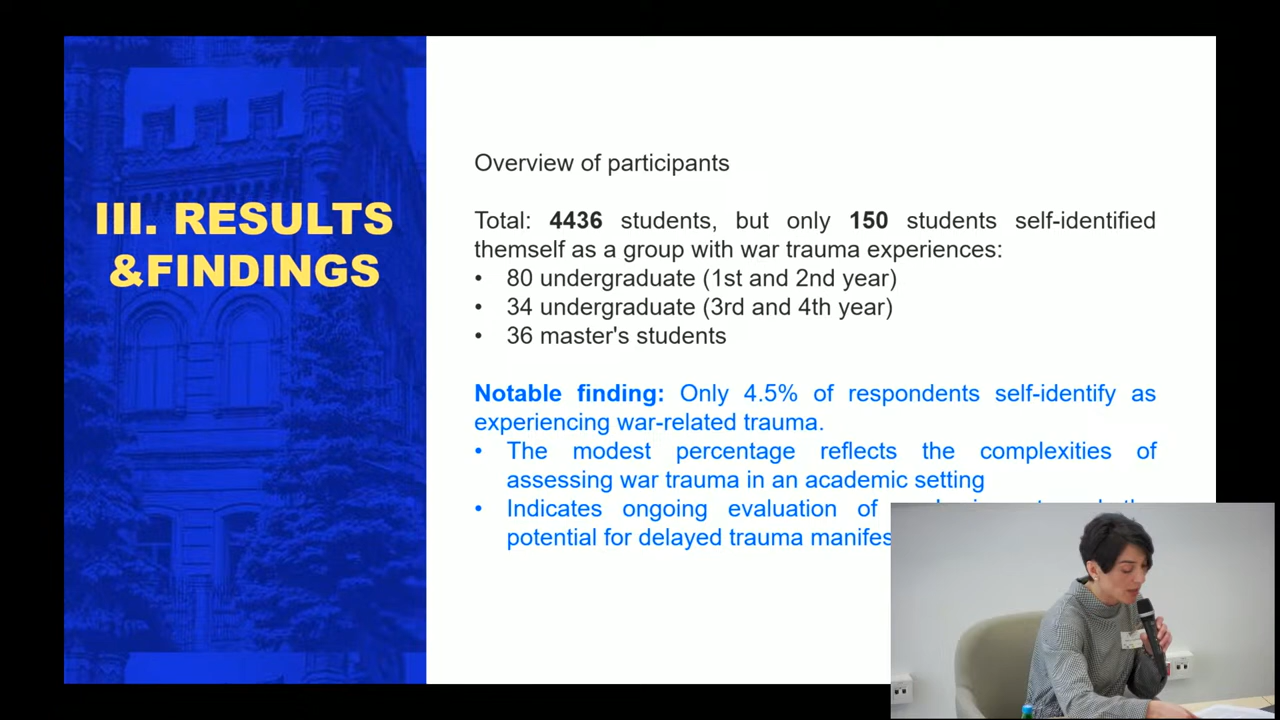 III. RESULTS
&FINDINGS
Overview of participants
Total: 4436 students, but only 150 students self-identified
themself as a group with war trauma experiences:
• 80 undergraduate (1st and 2nd year)
• 34 undergraduate (3rd and 4th year)
• 36 master's students
Notable finding: Only 4.5% of respondents self-identify as
experiencing war-related trauma.
• The modest percentage reflects the complexities of
assessing war trauma in an academic setting
• Indicates ongoing evaluation of
potential for delayed trauma